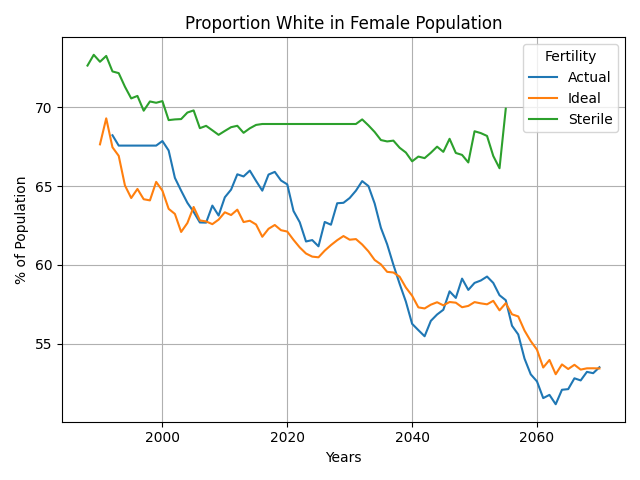 Proportion White in Female Population
Fertility
Actual
Ideal
Sterile
% of Population
70
65
60
55
2000
2020
2040
2060
Years